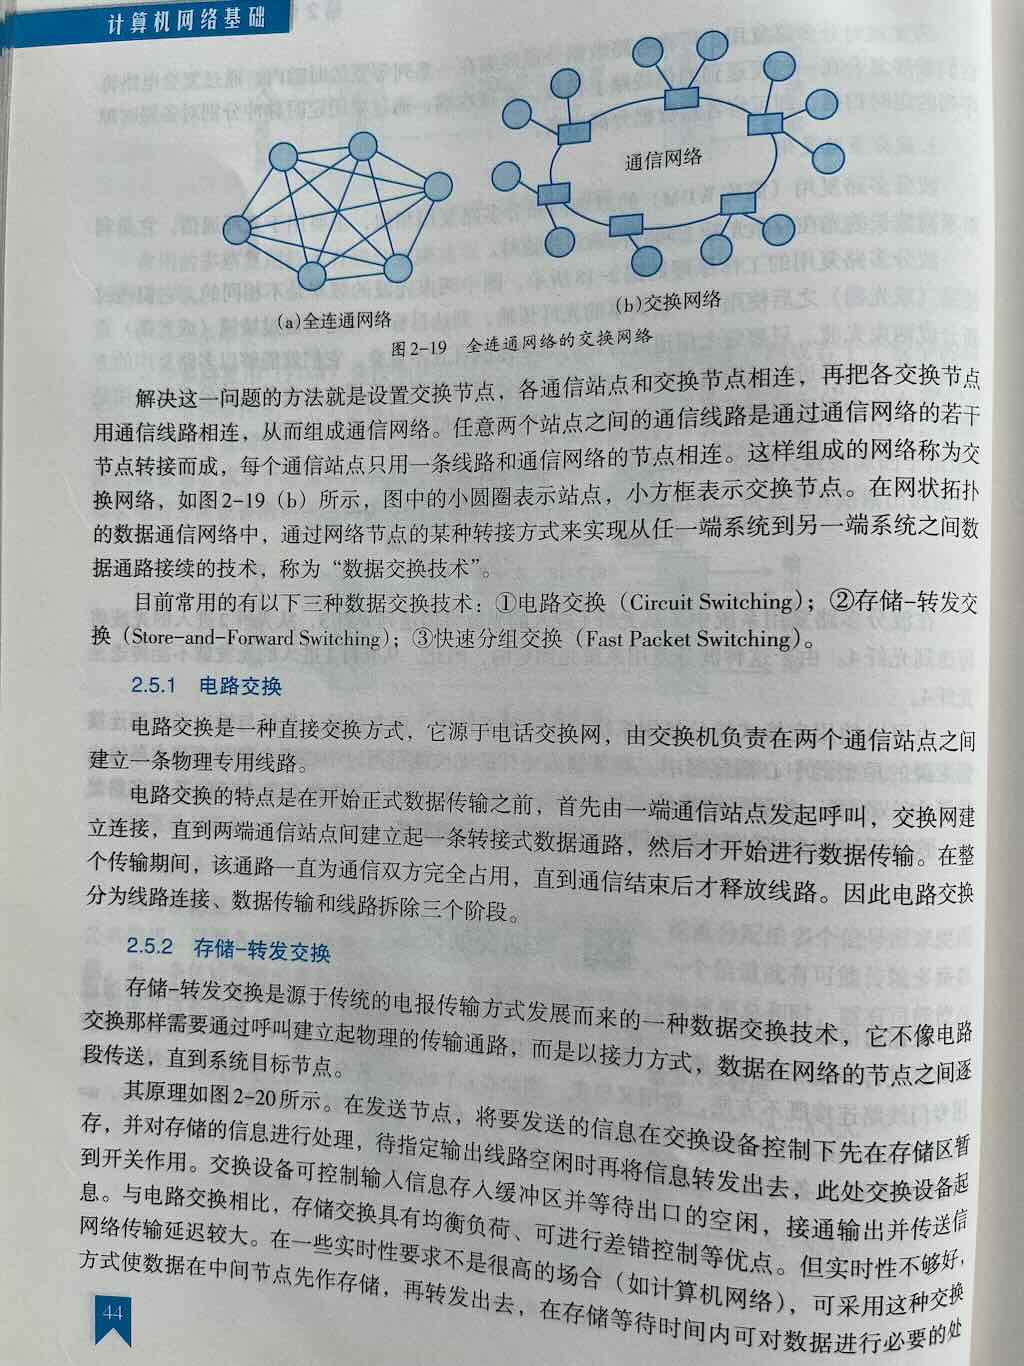 计算机网络基础
通信网络
(a)全连通网络
(b)交换网络
图2-19 全连通网络的交换网络
解决这一问题的方法就是设置交换节点，各通信站点和交换节点相连，再把各交换节点
用通信线路相连，从而组成通信网络。任意两个站点之间的通信线路是通过通信网络的若干
节点转接而成，每个通信站点只用一条线路和通信网络的节点相连。这样组成的网络称为交
换网络，如图2-19（b）所示，图中的小圆圈表示站点，小方框表示交换节点。在网状拓扑
的数据通信网络中，通过网络节点的某种转接方式来实现从任一端系统到另一端系统之间数
据通路接续的技术，称为“数据交换技术”。
目前常用的有以下三种数据交换技术：①电路交换（Circuit Switching）；②存储-转发交
换（Store-and-Forward Switching）；③快速分组交换（Fast Packet Switching）。
2.5.1 电路交换
电路交换是一种直接交换方式，它源于电话交换网，由交换机负责在两个通信站点之间
建立一条物理专用线路。
电路交换的特点是在开始正式数据传输之前，首先由一端通信站点发起呼叫，交换网建
立连接，直到两端通信站点间建立起一条转接式数据通路，然后才开始进行数据传输。在整
个传输期间，该通路一直为通信双方完全占用，直到通信结束后才释放线路。因此电路交换
分为线路连接、数据传输和线路拆除三个阶段。
2.5.2 存储-转发交换
存储-转发交换是源于传统的电报传输方式发展而来的一种数据交换技术，它不像电路
交换那样需要通过呼叫建立起物理的传输通路，而是以接力方式，数据在网络的节点之间逐
段传送，直到系统目标节点。
其原理如图2-20所示。在发送节点，将要发送的信息在交换设备控制下先在存储区暂
存，并对存储的信息进行处理，待指定输出线路空闲时再将信息转发出去，此处交换设备起
到开关作用。交换设备可控制输入信息存入缓冲区并等待出口的空闲，接通输出并传送信
息。与电路交换相比，存储交换具有均衡负荷、可进行差错控制等优点。但实时性不够好，
网络传输延迟较大。在一些实时性要求不是很高的场合（如计算机网络），可采用这种交换
方式使数据在中间节点先作存储，再转发出去，在存储等待时间内可对数据进行必要的处
44